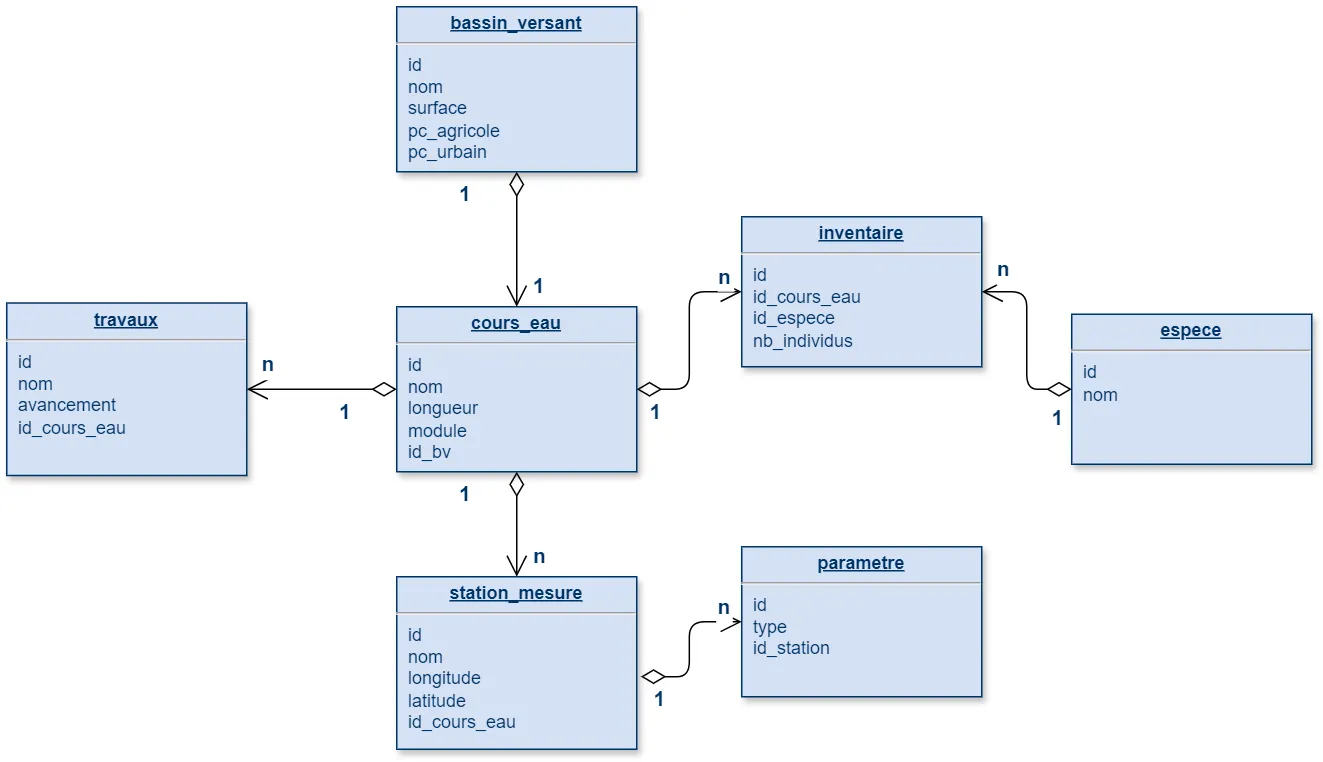 bassin_versant
id
nom
surface
pc_agricole
pc_urbain
1
1
inventaire
id
id_cours_eau
id_espece
nb_individus
n
1
n
1
espece
id
nom
travaux
id
nom
avancement
id_cours_eau
n
1
cours_eau
id
nom
longueur
module
id_bv
1
n
station_mesure
id
nom
longitude
latitude
id_cours_eau
1
n
parametre
id
type
id_station